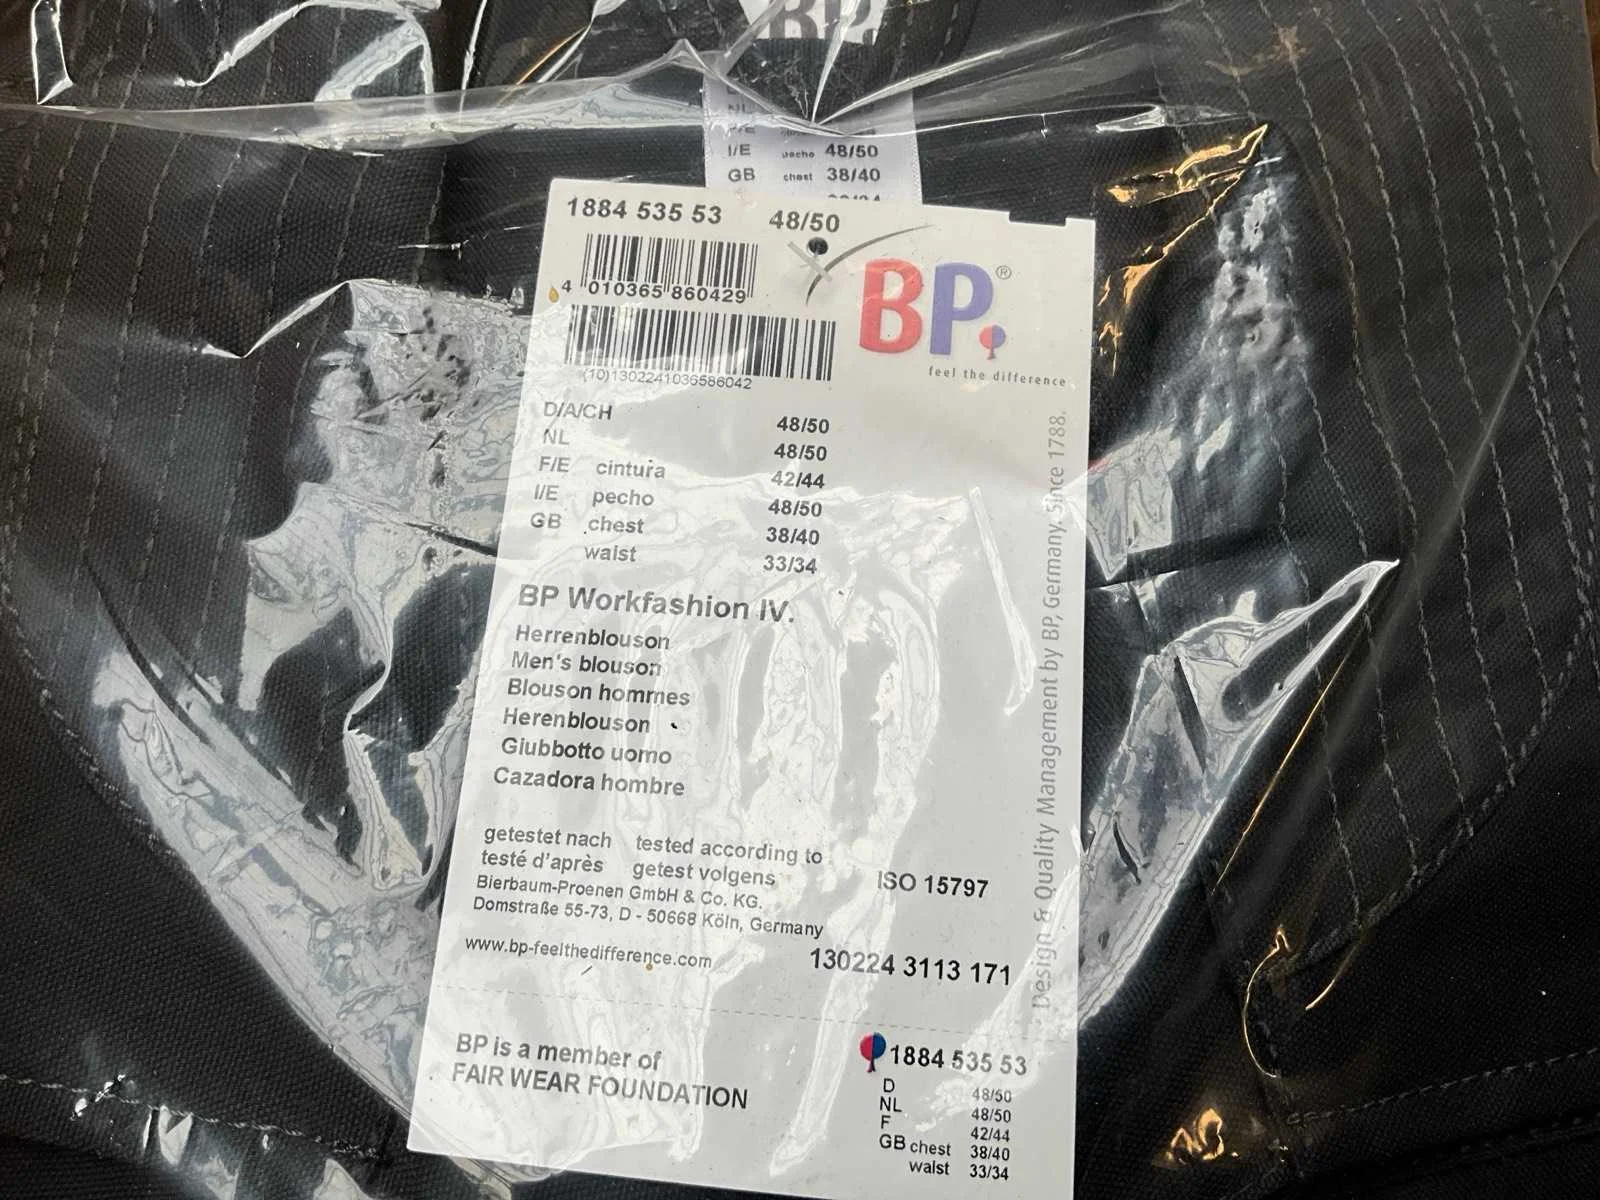 BP.
NL
I/E pecho 48/50
GB chest 38/40
1884 535 53 48/50
4 010365 860429
(10)1302241036586042
BP.®
feel the difference
D/A/CH 48/50
NL 48/50
F/E cintura 42/44
I/E pecho 48/50
GB chest 38/40
waist 33/34
BP Workfashion IV.
Herrenblouson
Men's blouson
Blouson hommes
Herenblouson
Giubbotto uomo
Cazadora hombre
getestet nach tested according to
testé d'après getest volgens ISO 15797
Bierbaum-Proenen GmbH & Co. KG.
Domstraße 55-73, D - 50668 Köln, Germany
www.bp-feelthedifference.com
130224 3113 171
Design & Quality Management by BP, Germany. Since 1788.
BP is a member of
FAIR WEAR FOUNDATION
1884 535 53
D 48/50
NL 48/50
F 42/44
GB chest 38/40
waist 33/34